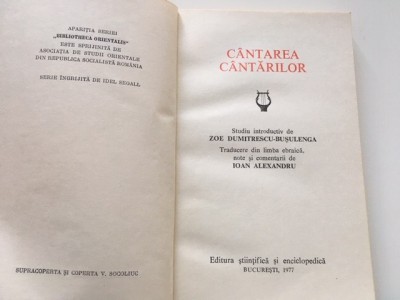 APARIȚIA SERIEI
„BIBLIOTHECA ORIENTALIS”
ESTE SPRIJINITĂ DE
ASOCIAȚIA DE STUDII ORIENTALE
DIN REPUBLICA SOCIALISTĂ ROMÂNIA
SERIE ÎNGRIJITĂ DE IDEL SEGALL
SUPRACOPERTA ȘI COPERTA V. SOCOLIUC
CÂNTAREA
CÂNTĂRILOR
Studiu introductiv de
ZOE DUMITRESCU-BUȘULENGA
Traducere din limba ebraică,
note și comentarii de
IOAN ALEXANDRU
Editura științifică și enciclopedică
BUCUREȘTI, 1977